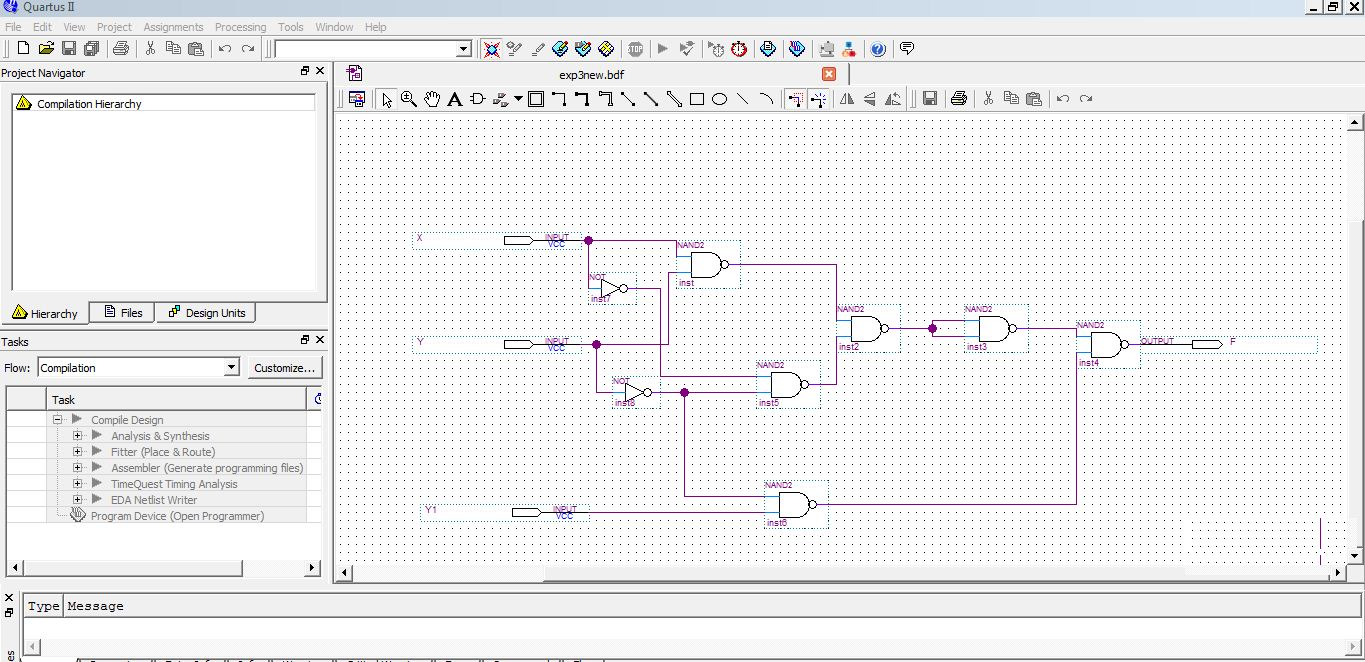 Quartus II
File Edit View Project Assignments Processing Tools Window Help
STOP
Project Navigator
exp3new.bdf
Compilation Hierarchy
A
X INPUT VCC
NAND2
inst
NOT
inst7
NAND2
inst2
NAND2
inst3
NAND2
inst4
OUTPUT F
Hierarchy Files Design Units
Y INPUT VCC
NAND2
inst5
NOT
inst8
Tasks
Flow: Compilation Customize...
Task
Compile Design
Analysis & Synthesis
Fitter (Place & Route)
Assembler (Generate programming files)
TimeQuest Timing Analysis
EDA Netlist Writer
Program Device (Open Programmer)
NAND2
inst6
Y1 INPUT VCC
Type Message